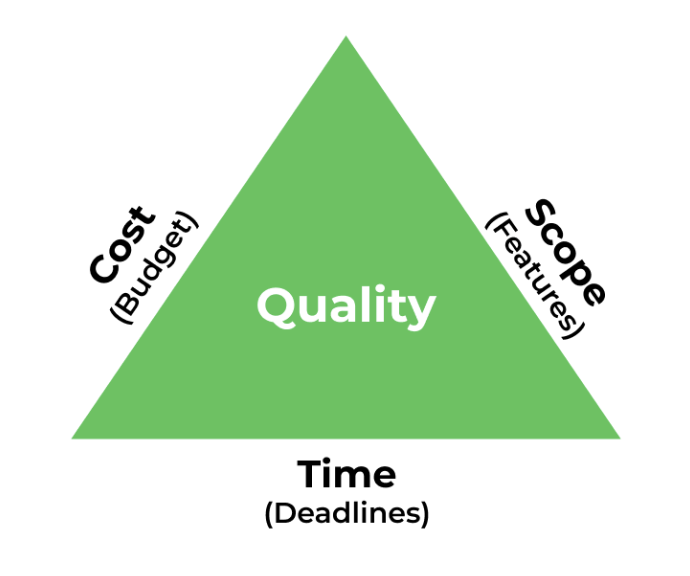 Cost
(Budget)
Scope
(Features)
Quality
Time
(Deadlines)